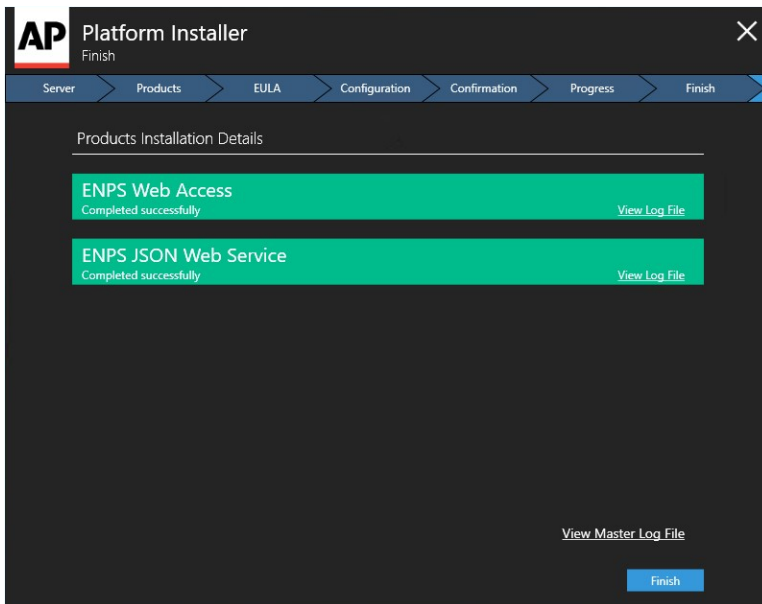 AP
Platform Installer
Finish
Server Products EULA Configuration Confirmation Progress Finish
Products Installation Details
ENPS Web Access
Completed successfully View Log File
ENPS JSON Web Service
Completed successfully View Log File
View Master Log File
Finish